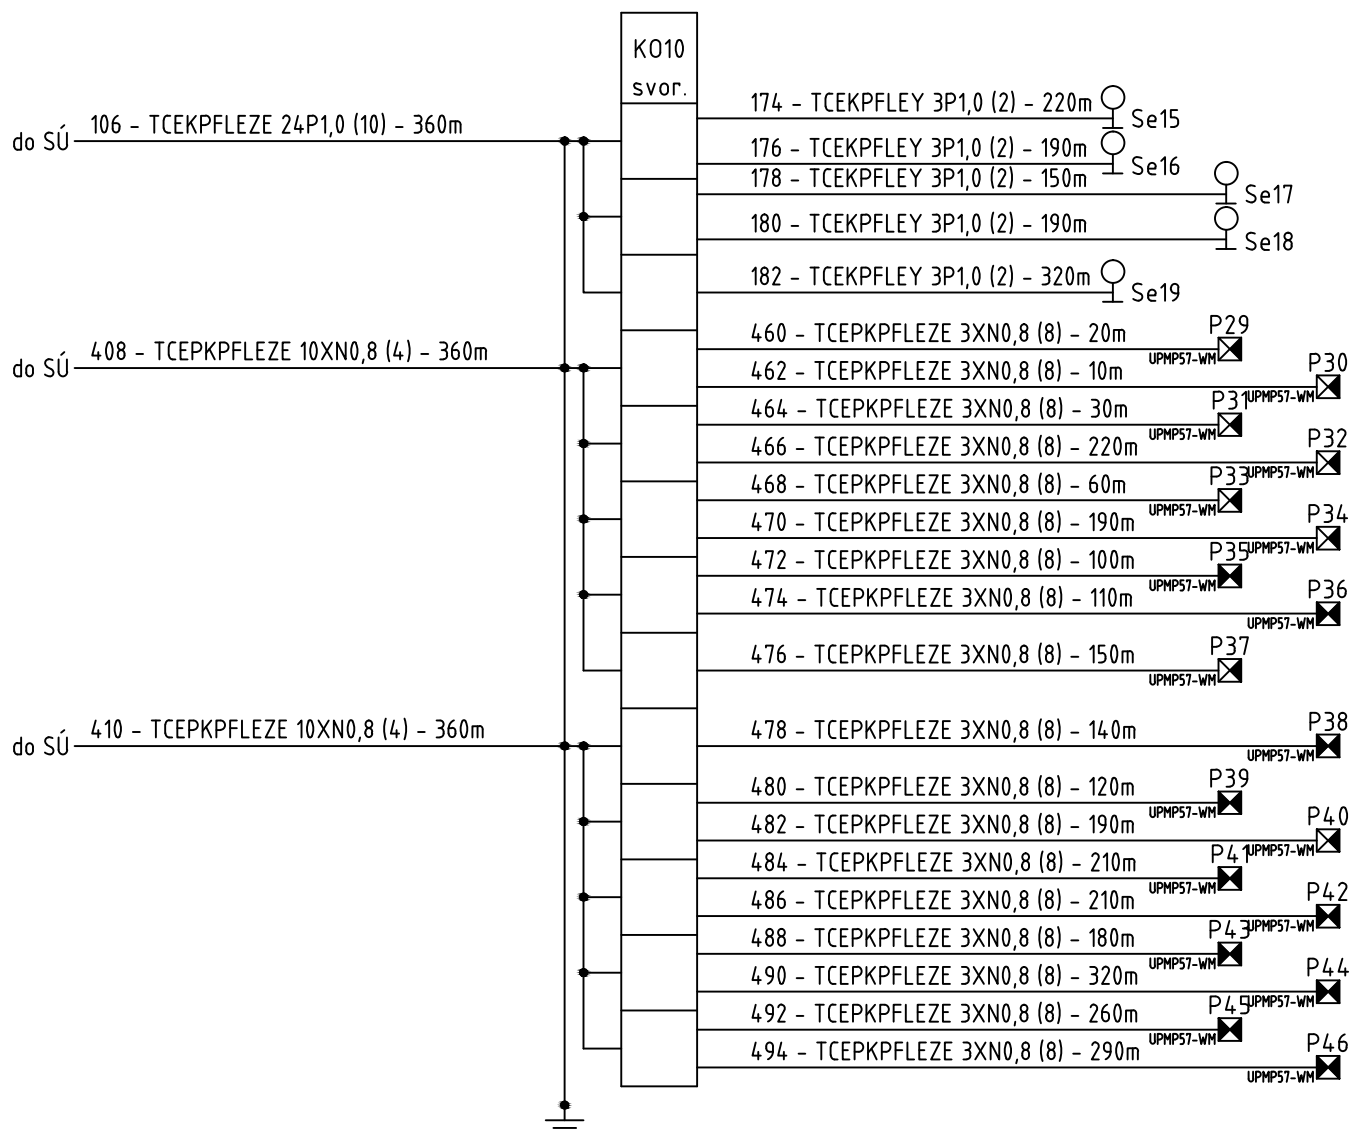 KO10
svor.
do SÚ 106 - TCEKPFLEZE 24P1,0 (10) - 360m
174 - TCEKPFLEY 3P1,0 (2) - 220m Se15
176 - TCEKPFLEY 3P1,0 (2) - 190m Se16
178 - TCEKPFLEY 3P1,0 (2) - 150m Se17
180 - TCEKPFLEY 3P1,0 (2) - 190m Se18
182 - TCEKPFLEY 3P1,0 (2) - 320m Se19
do SÚ 408 - TCEPKPFLEZE 10XN0,8 (4) - 360m
460 - TCEPKPFLEZE 3XN0,8 (8) - 20m UPMP57-WM P29
462 - TCEPKPFLEZE 3XN0,8 (8) - 10m UPMP57-WM P30
464 - TCEPKPFLEZE 3XN0,8 (8) - 30m UPMP57-WM P31
466 - TCEPKPFLEZE 3XN0,8 (8) - 220m UPMP57-WM P32
468 - TCEPKPFLEZE 3XN0,8 (8) - 60m UPMP57-WM P33
470 - TCEPKPFLEZE 3XN0,8 (8) - 190m UPMP57-WM P34
472 - TCEPKPFLEZE 3XN0,8 (8) - 100m UPMP57-WM P35
474 - TCEPKPFLEZE 3XN0,8 (8) - 110m UPMP57-WM P36
476 - TCEPKPFLEZE 3XN0,8 (8) - 150m UPMP57-WM P37
do SÚ 410 - TCEPKPFLEZE 10XN0,8 (4) - 360m
478 - TCEPKPFLEZE 3XN0,8 (8) - 140m UPMP57-WM P38
480 - TCEPKPFLEZE 3XN0,8 (8) - 120m UPMP57-WM P39
482 - TCEPKPFLEZE 3XN0,8 (8) - 190m UPMP57-WM P40
484 - TCEPKPFLEZE 3XN0,8 (8) - 210m UPMP57-WM P41
486 - TCEPKPFLEZE 3XN0,8 (8) - 210m UPMP57-WM P42
488 - TCEPKPFLEZE 3XN0,8 (8) - 180m UPMP57-WM P43
490 - TCEPKPFLEZE 3XN0,8 (8) - 320m UPMP57-WM P44
492 - TCEPKPFLEZE 3XN0,8 (8) - 260m UPMP57-WM P45
494 - TCEPKPFLEZE 3XN0,8 (8) - 290m UPMP57-WM P46